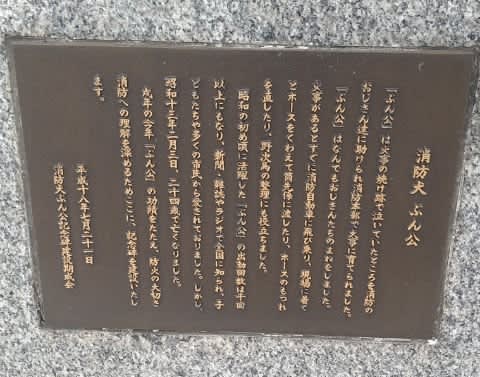 消防犬 ぶん公
「ぶん公」は火事の焼け跡で泣いていたところを消防の
おじさん達に助けられ消防本部で大事に育てられました。
「ぶん公」はなんでもおじさんたちのまねをしました。
火事があるとすぐに消防自動車に飛び乗り、現場に着く
とホースをくわえて筒先係に渡したり、ホースのもつれ
を直したり、野次馬の整理にも役立ちました。
昭和の初め頃に活躍した「ぶん公」の出動回数は千回
以上にもなり、新聞・雑誌やラジオで全国に知られ、子
どもたちや多くの市民から愛されておりました。しかし、
昭和十三年二月三日、二十四歳で亡くなりました。
戌年の今年「ぶん公」の功績をたたえ、防火の大切さ
消防への理解を深めるためここに、記念碑を建設いたし
ます。
平成十八年七月二十一日
消防犬ぶん公記念碑建設期成会